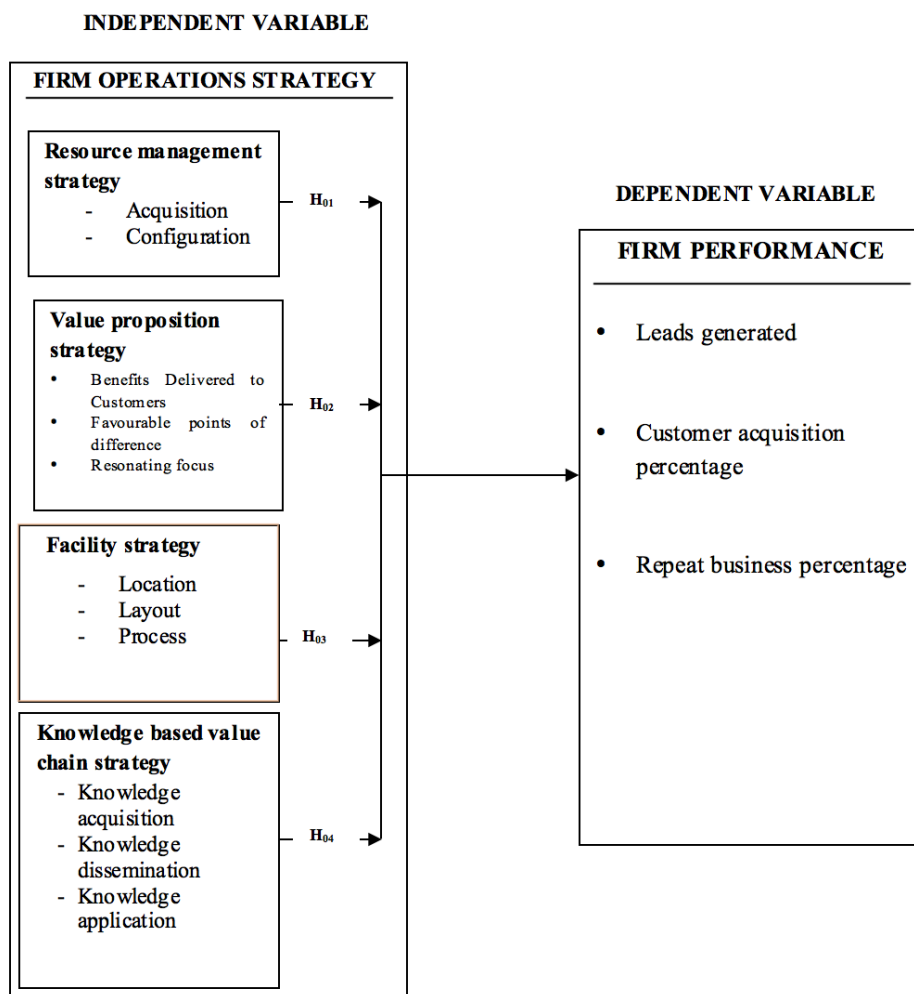 INDEPENDENT VARIABLE
FIRM OPERATIONS STRATEGY
Resource management
strategy
- Acquisition
- Configuration
H01
Value proposition
strategy
• Benefits Delivered to
Customers
• Favourable points of
difference
• Resonating focus
H02
Facility strategy
- Location
- Layout
- Process
H03
Knowledge based value
chain strategy
- Knowledge
acquisition
- Knowledge
dissemination
- Knowledge
application
H04
DEPENDENT VARIABLE
FIRM PERFORMANCE
• Leads generated
• Customer acquisition
percentage
• Repeat business percentage